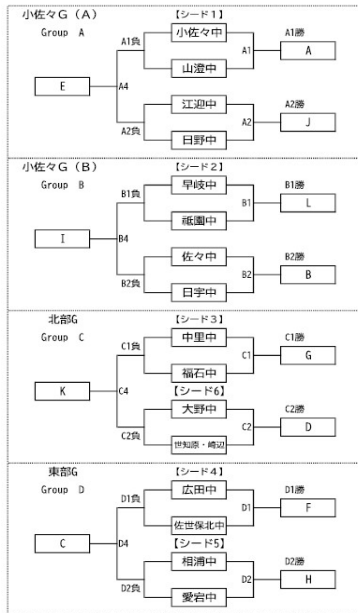 小佐々G(A)
【シード1】
Group A
A1負
小佐々中
A1勝
A1
A
山澄中
E
A4
江迎中
A2勝
A2
J
A2負
日野中
小佐々G(B)
【シード2】
Group B
B1負
早岐中
B1勝
B1
L
祗園中
I
B4
佐々中
B2勝
B2
B
B2負
日宇中
北部G
【シード3】
Group C
C1負
中里中
C1勝
C1
G
福石中
K
C4
【シード6】
大野中
C2勝
C2
D
C2負
世知原・崎辺
東部G
【シード4】
Group D
D1負
広田中
D1勝
D1
F
佐世保北中
C
D4
【シード5】
相浦中
D2勝
D2
H
D2負
愛宕中